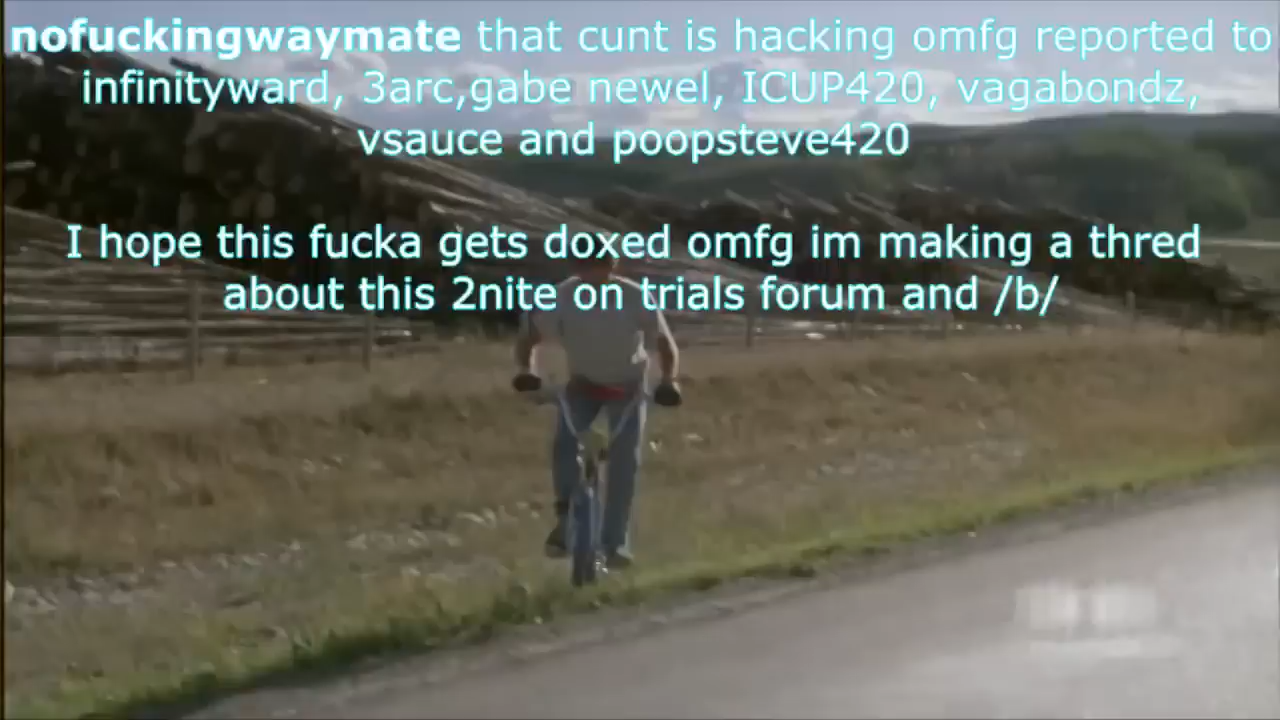 nofuckingwaymate that cunt is hacking omfg reported to
infinityward, 3arc,gabe newel, ICUP420, vagabondz,
vsauce and poopsteve420
I hope this fucka gets doxed omfg im making a thred
about this 2nite on trials forum and /b/